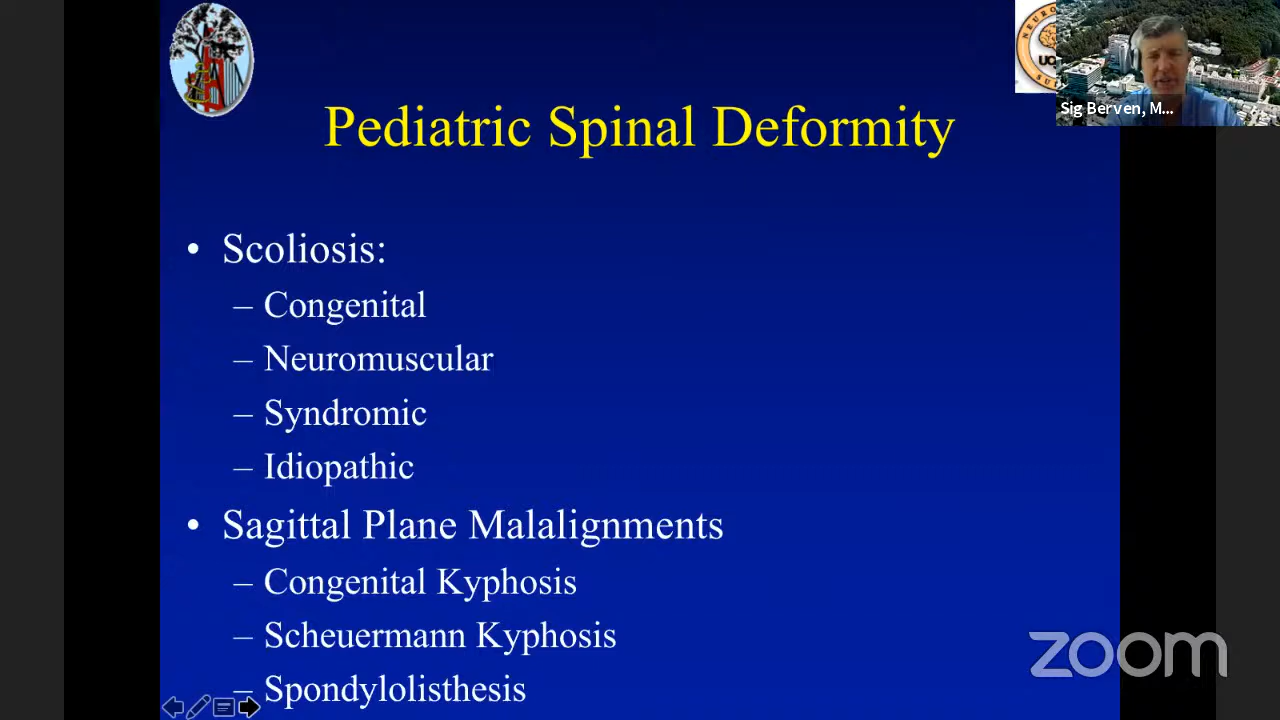 Pediatric Spinal Deformity
Sig Berven, M...
• Scoliosis:
– Congenital
– Neuromuscular
– Syndromic
– Idiopathic
• Sagittal Plane Malalignments
– Congenital Kyphosis
– Scheuermann Kyphosis
– Spondylolisthesis
zoom